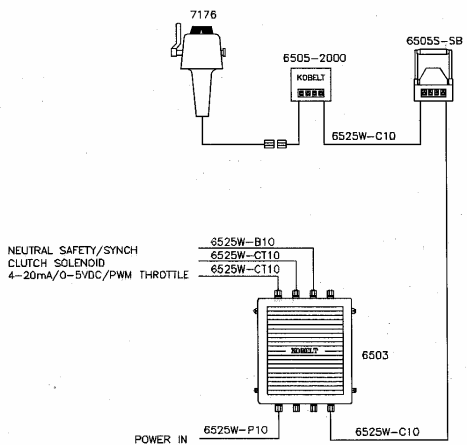 7176
6505-2000
6505S-SB
KOBELT
6525W-C10
6525W-B10
NEUTRAL SAFETY/SYNCH
6525W-CT10
CLUTCH SOLENOID
6525W-CT10
4-20mA/0-5VDC/PWM THROTTLE
KOBELT
6503
6525W-P10
6525W-C10
POWER IN